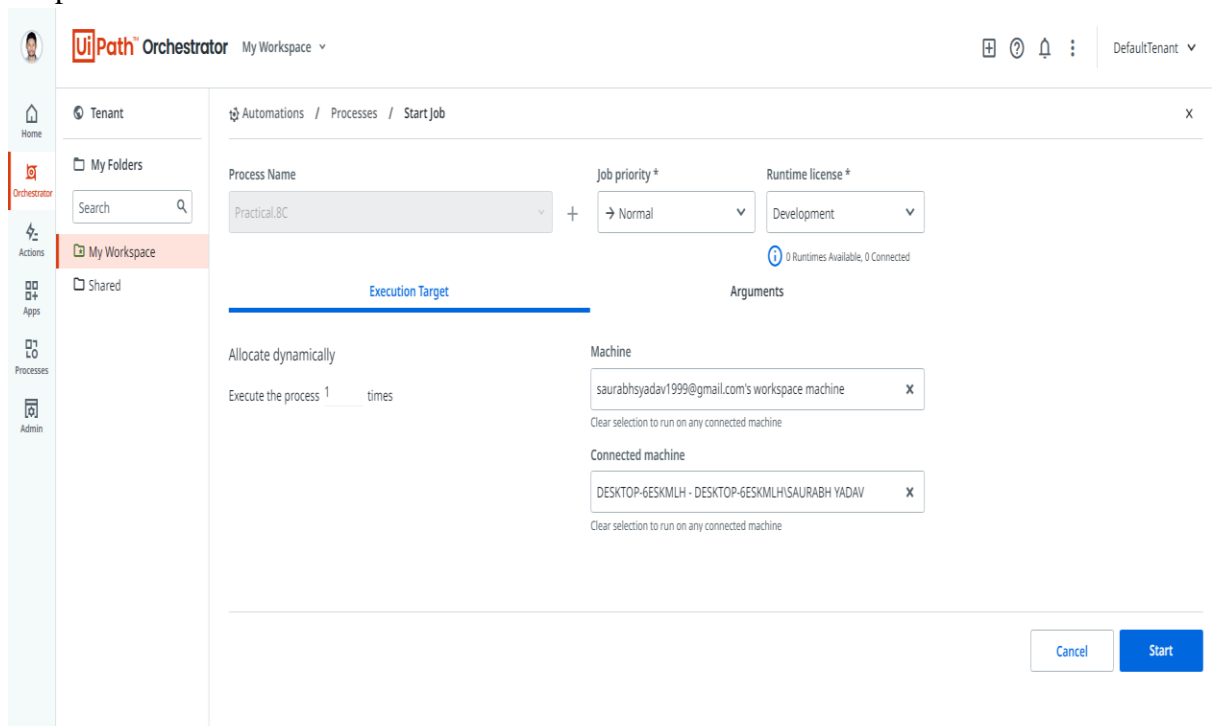 UiPath™ Orchestrator My Workspace
DefaultTenant
Home
Orchestrator
Actions
Apps
Processes
Admin
Tenant
My Folders
Search
My Workspace
Shared
Automations / Processes / Start Job
X
Process Name
Practical.8C
Job priority *
→ Normal
Runtime license *
Development
0 Runtimes Available, 0 Connected
Execution Target
Arguments
Allocate dynamically
Execute the process 1 times
Machine
saurabhsyadav1999@gmail.com's workspace machine
Clear selection to run on any connected machine
Connected machine
DESKTOP-6ESKMLH - DESKTOP-6ESKMLH\SAURABH YADAV
Clear selection to run on any connected machine
Cancel
Start